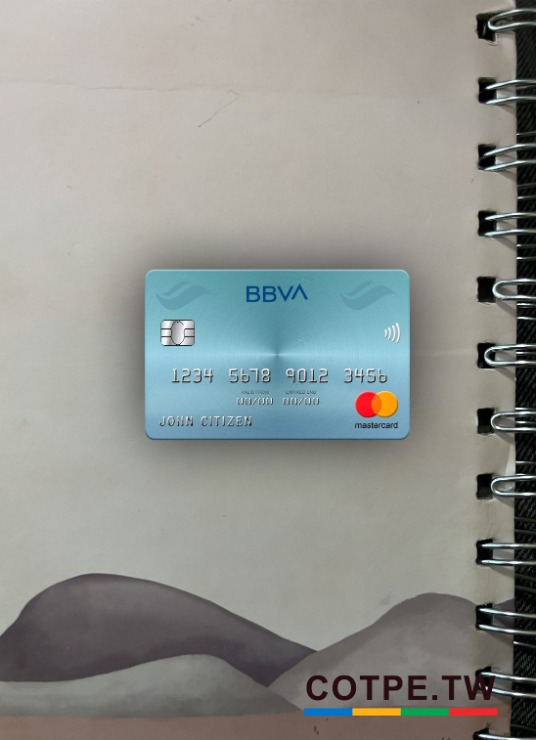 BBVA
1234 5678 9012 3456
00/00 00/00
JOHN CITIZEN
mastercard
COTPE.TW